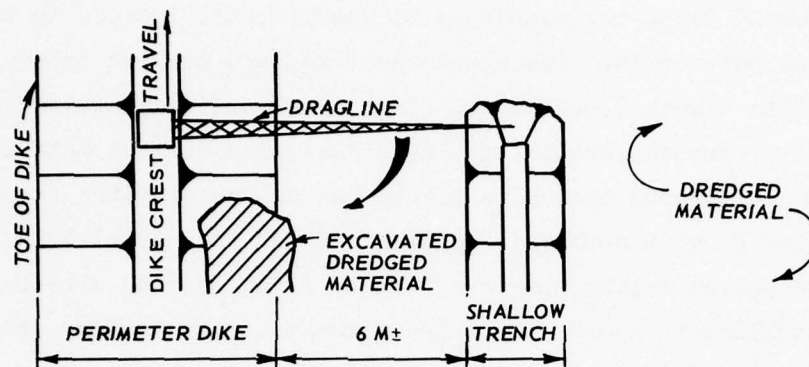 TRAVEL
DRAGLINE
TOE OF DIKE
DIKE CREST
DREDGED
MATERIAL
EXCAVATED
DREDGED
MATERIAL
SHALLOW
TRENCH
PERIMETER DIKE
6 M±